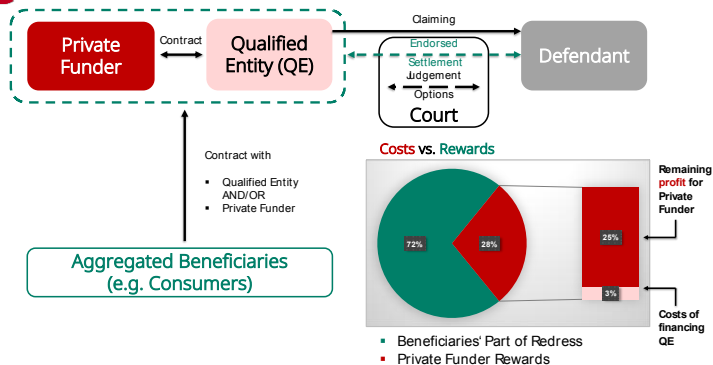 Private
Funder
Contract
Qualified
Entity (QE)
Claiming
Endorsed
Settlement
Judgement
Options
Court
Defendant
Contract with
▪ Qualified Entity
AND/OR
▪ Private Funder
Aggregated Beneficiaries
(e.g. Consumers)
Costs vs. Rewards
72%
28%
25%
3%
Remaining
profit for
Private
Funder
Costs of
financing
QE
▪ Beneficiaries' Part of Redress
▪ Private Funder Rewards